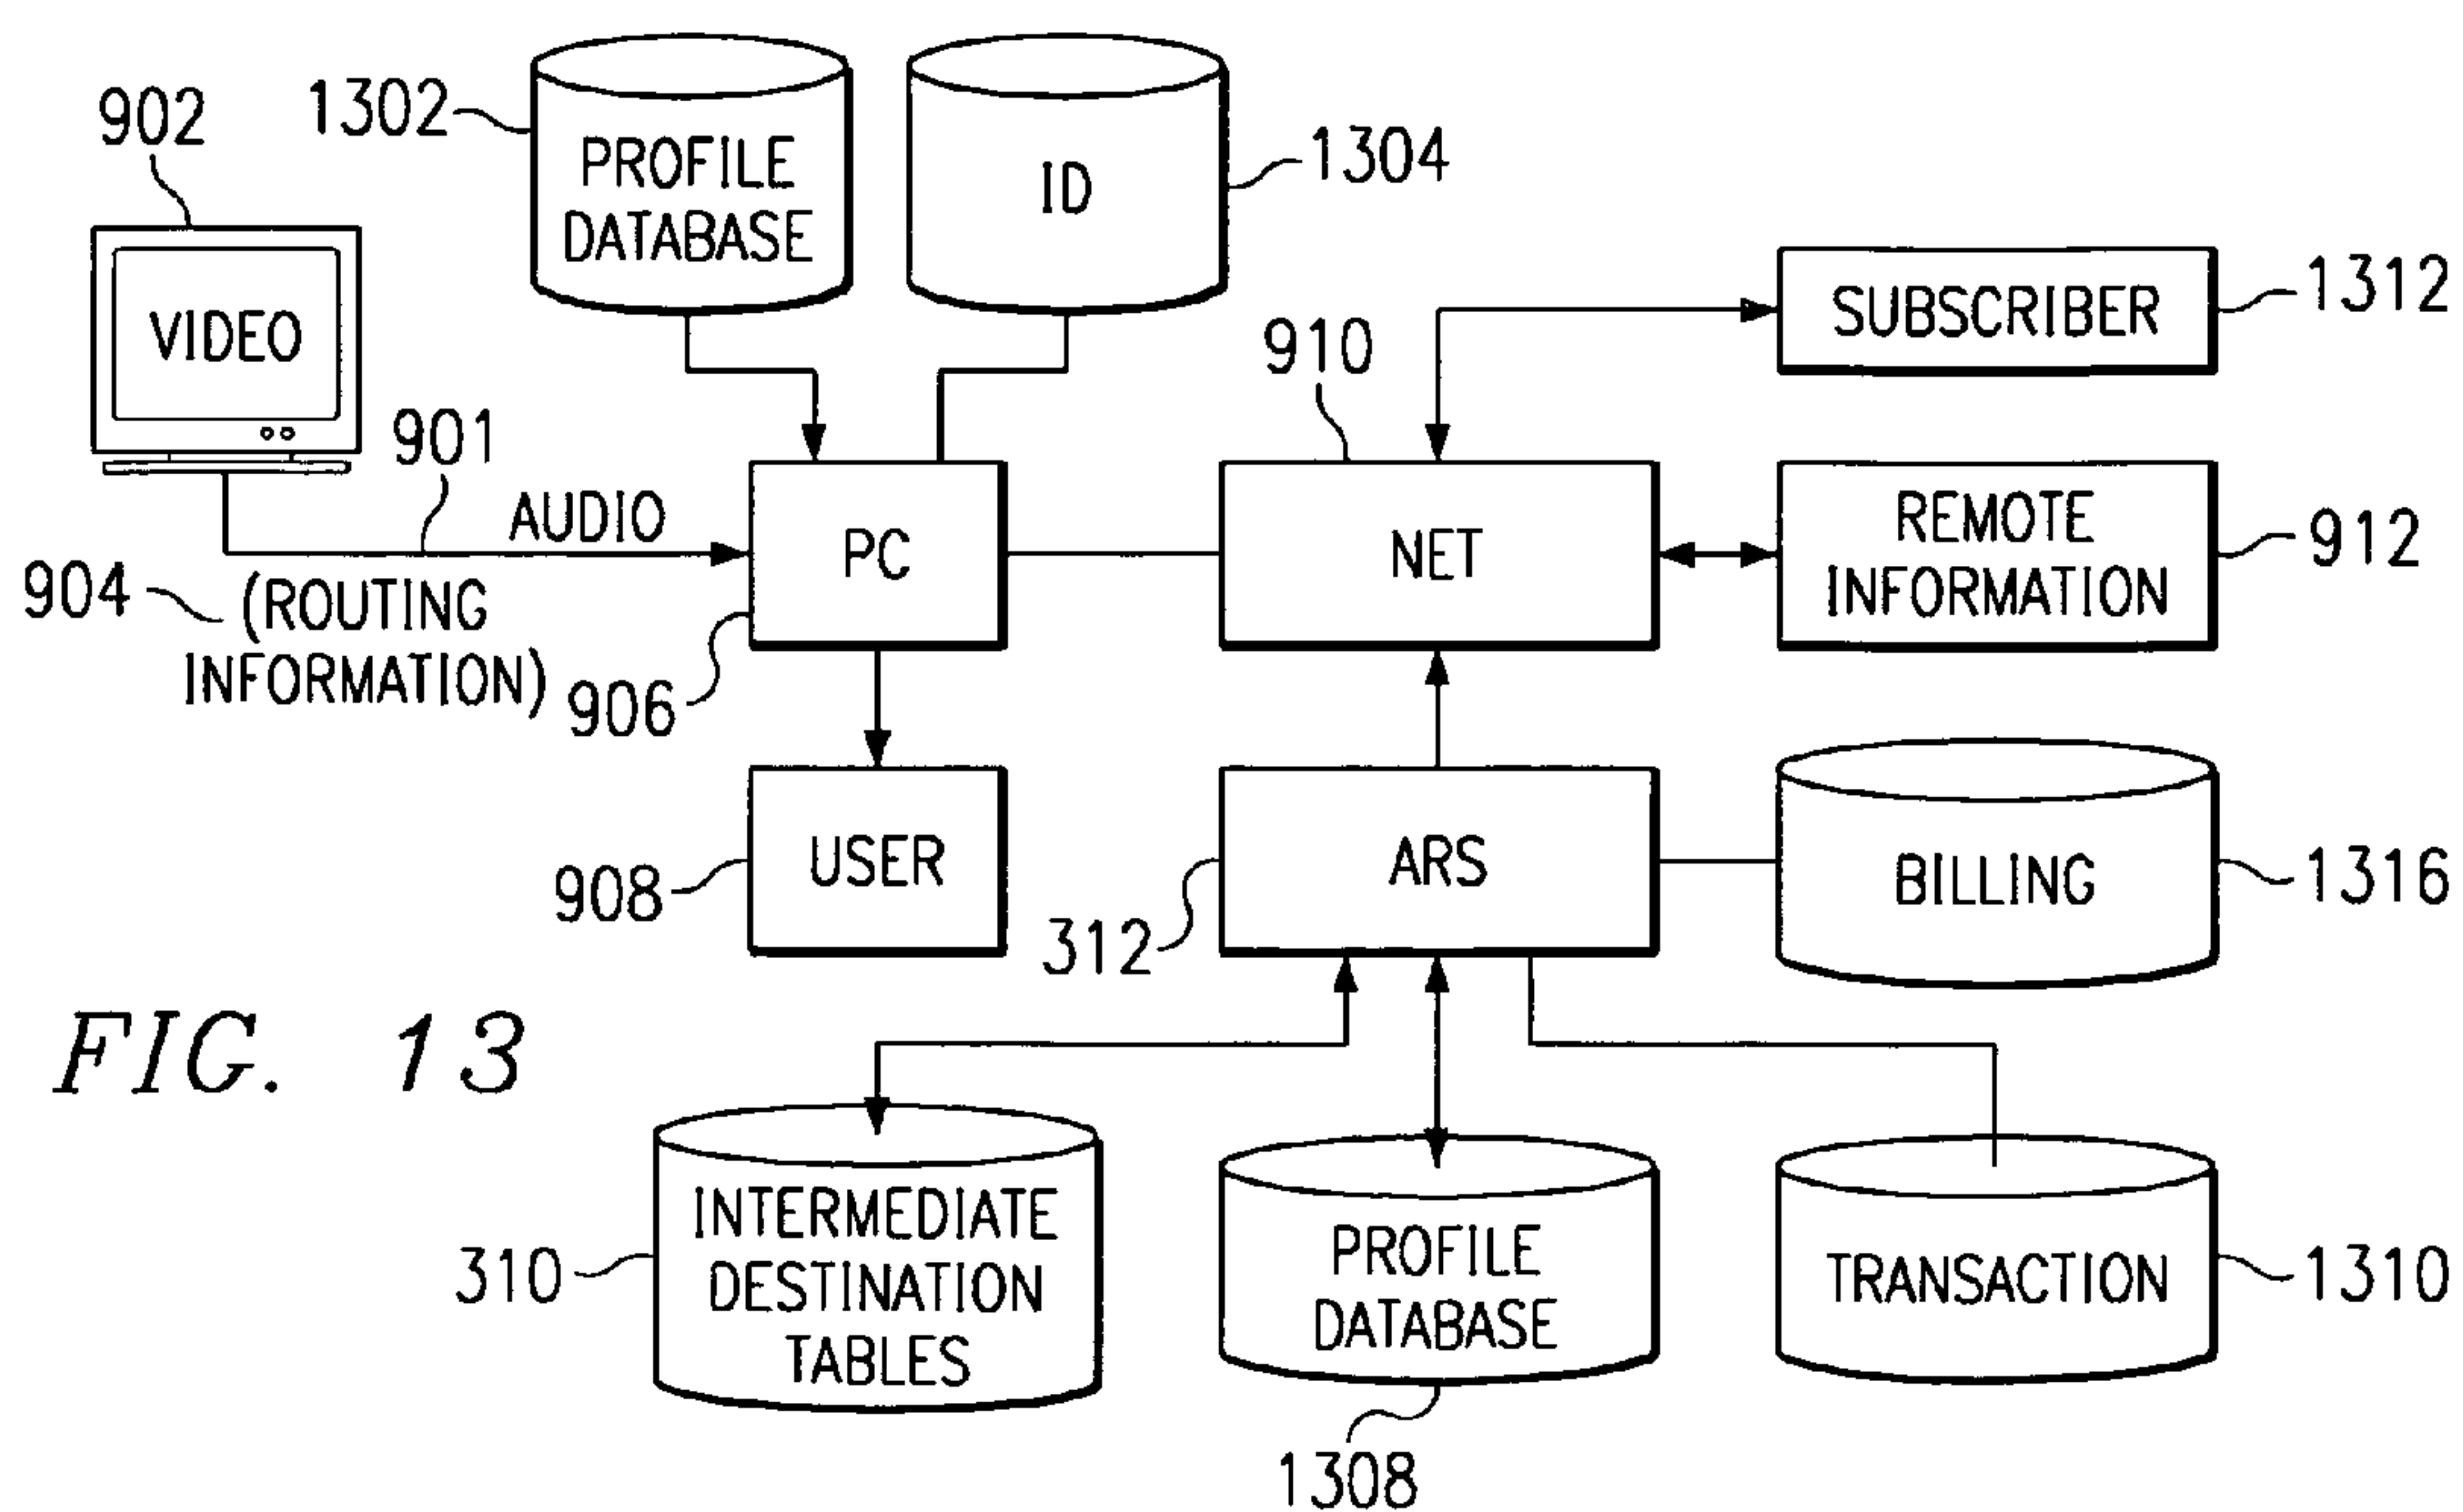 902
1302
PROFILE
DATABASE
ID
1304
VIDEO
901
AUDIO
904
(ROUTING
INFORMATION)
906
PC
910
NET
SUBSCRIBER
1312
REMOTE
INFORMATION
912
908
USER
312
ARS
BILLING
1316
FIG. 13
310
INTERMEDIATE
DESTINATION
TABLES
PROFILE
DATABASE
1308
TRANSACTION
1310